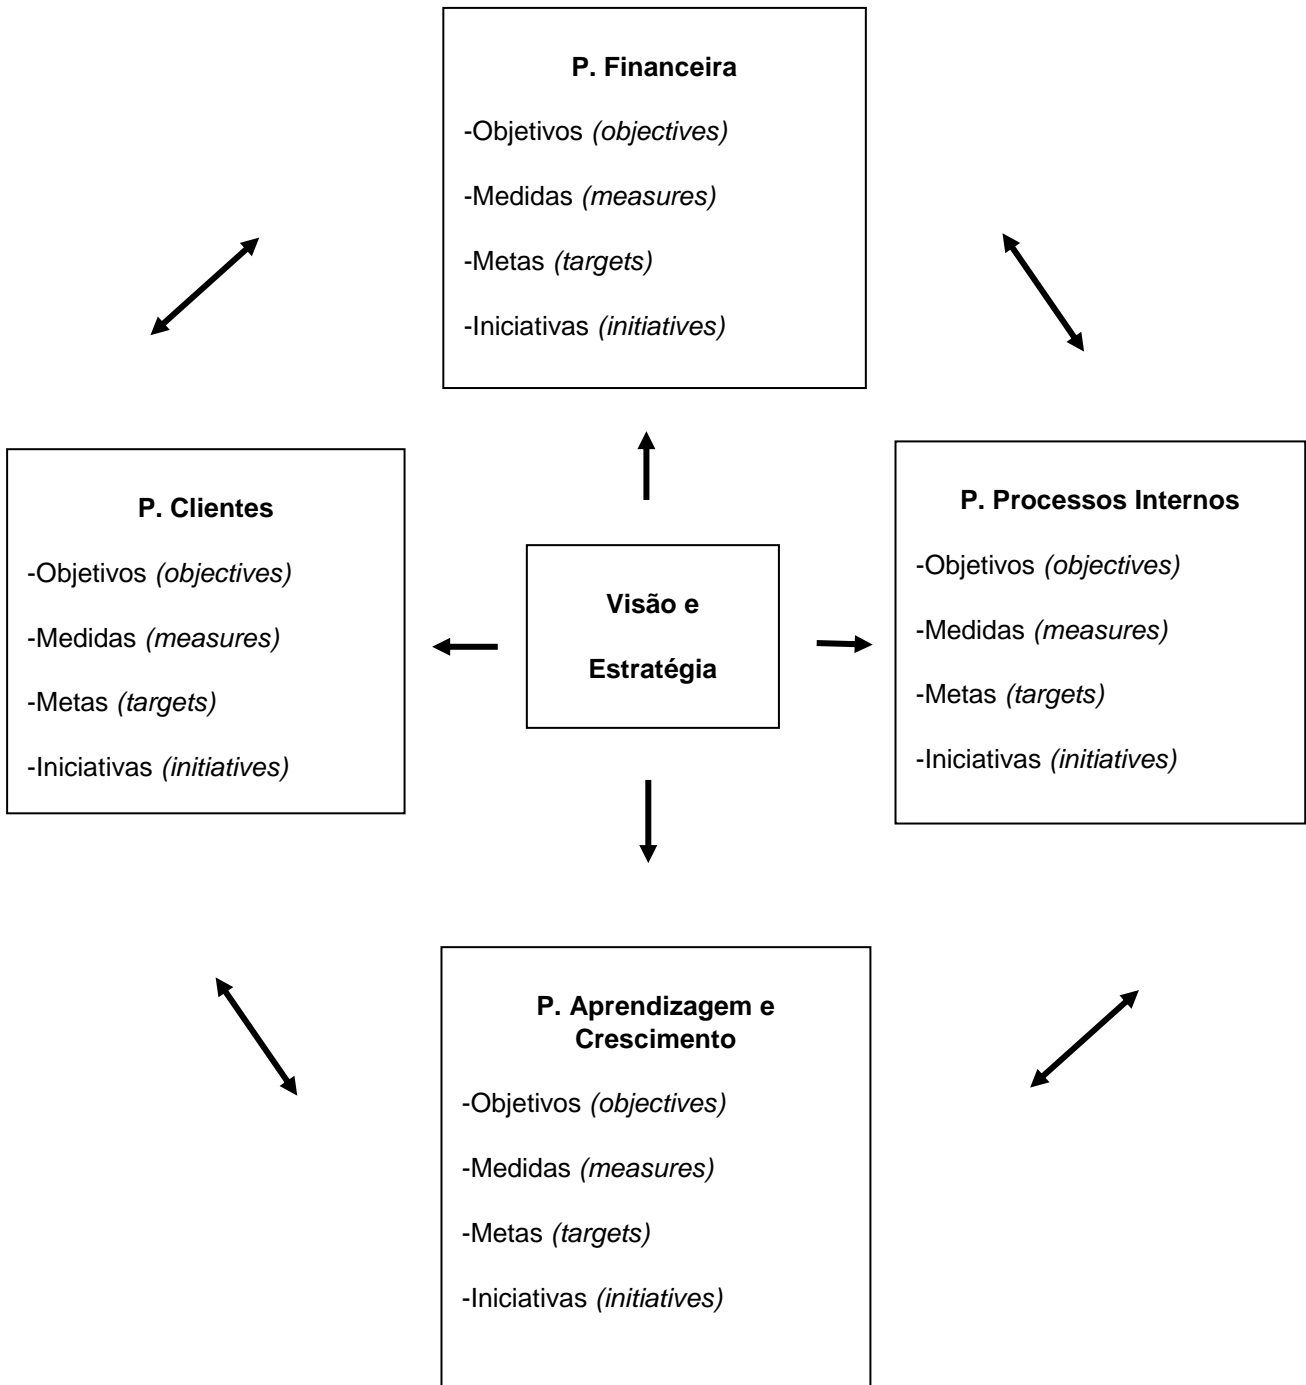 P. Financeira
-Objetivos (objectives)
-Medidas (measures)
-Metas (targets)
-Iniciativas (initiatives)
P. Clientes
-Objetivos (objectives)
-Medidas (measures)
-Metas (targets)
-Iniciativas (initiatives)
Visão e
Estratégia
P. Processos Internos
-Objetivos (objectives)
-Medidas (measures)
-Metas (targets)
-Iniciativas (initiatives)
P. Aprendizagem e
Crescimento
-Objetivos (objectives)
-Medidas (measures)
-Metas (targets)
-Iniciativas (initiatives)